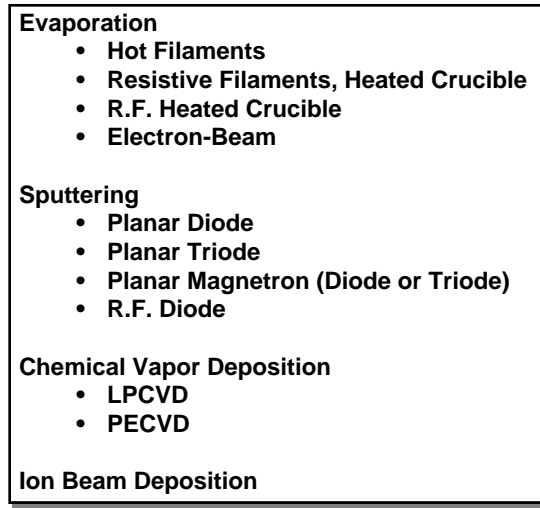 Evaporation
• Hot Filaments
• Resistive Filaments, Heated Crucible
• R.F. Heated Crucible
• Electron-Beam
Sputtering
• Planar Diode
• Planar Triode
• Planar Magnetron (Diode or Triode)
• R.F. Diode
Chemical Vapor Deposition
• LPCVD
• PECVD
Ion Beam Deposition